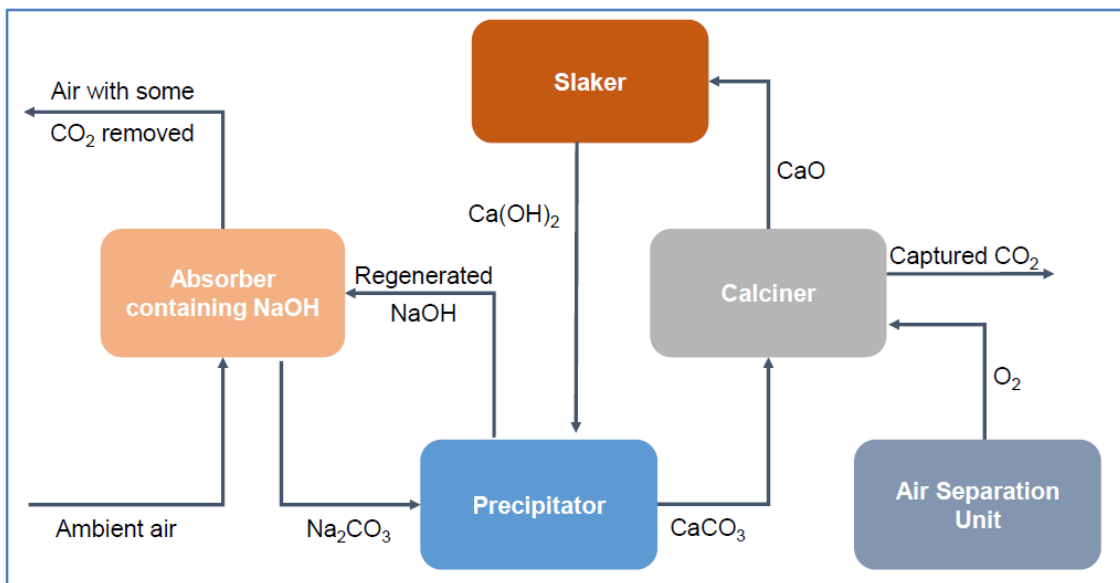 Slaker
Air with some
CO₂ removed
CaO
Ca(OH)₂
Absorber
containing NaOH
Regenerated
NaOH
Calciner
Captured CO₂
O₂
Ambient air
Na₂CO₃
Precipitator
CaCO₃
Air Separation
Unit